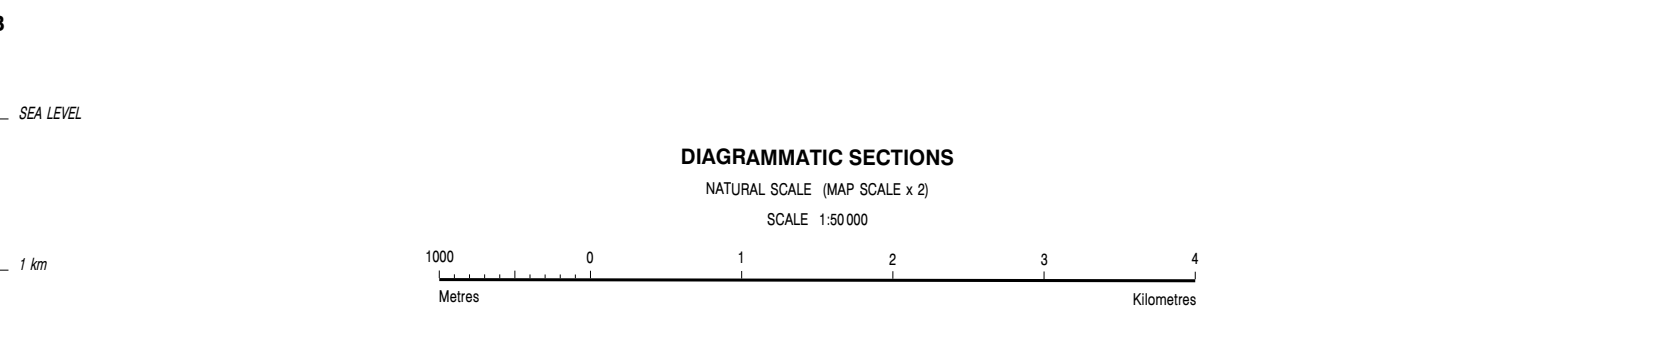 B
SEA LEVEL
DIAGRAMMATIC SECTIONS
NATURAL SCALE (MAP SCALE x 2)
SCALE 1:50 000
1000 0 1 2 3 4
1 km
Metres Kilometres